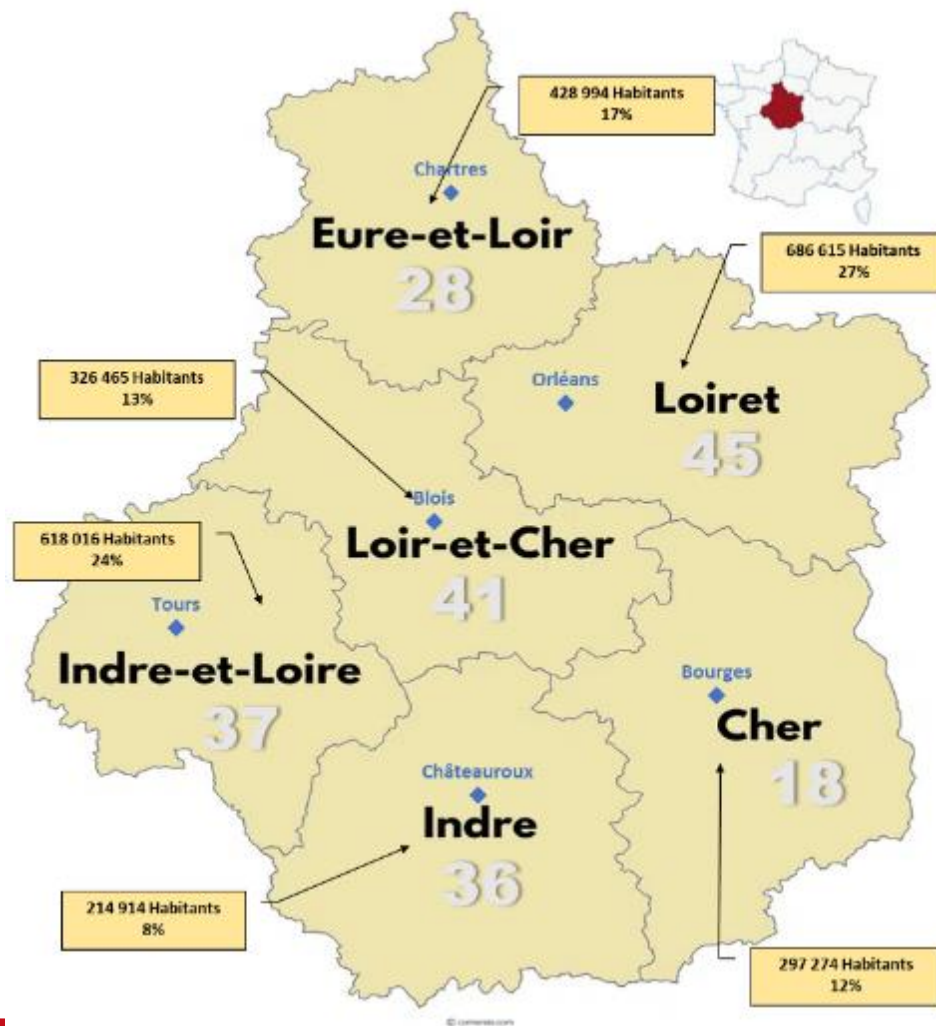 428 994 Habitants
17%
Chartres
Eure-et-Loir
28
686 615 Habitants
27%
326 465 Habitants
13%
Orléans
Loiret
45
Blois
Loir-et-Cher
41
618 016 Habitants
24%
Tours
Indre-et-Loire
37
Bourges
Cher
18
Châteauroux
Indre
36
214 914 Habitants
8%
297 274 Habitants
12%